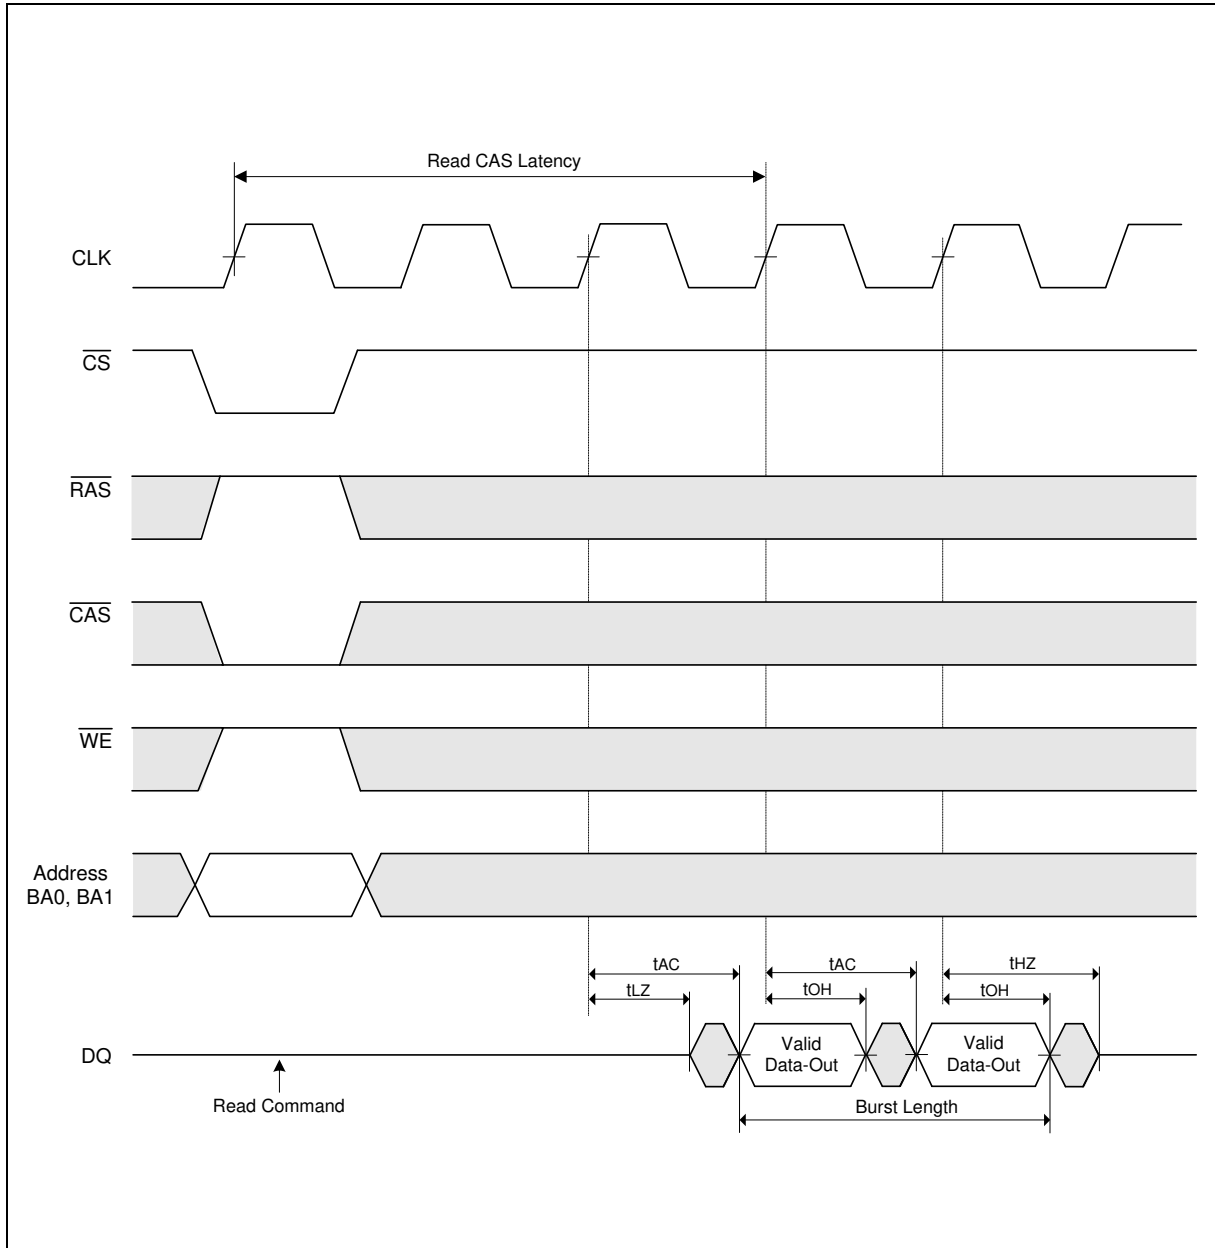 Read CAS Latency
CLK
CS
RAS
CAS
WE
Address
BA0, BA1
tAC
tAC
tHZ
tLZ
tOH
tOH
DQ
Valid
Data-Out
Valid
Data-Out
Read Command
Burst Length